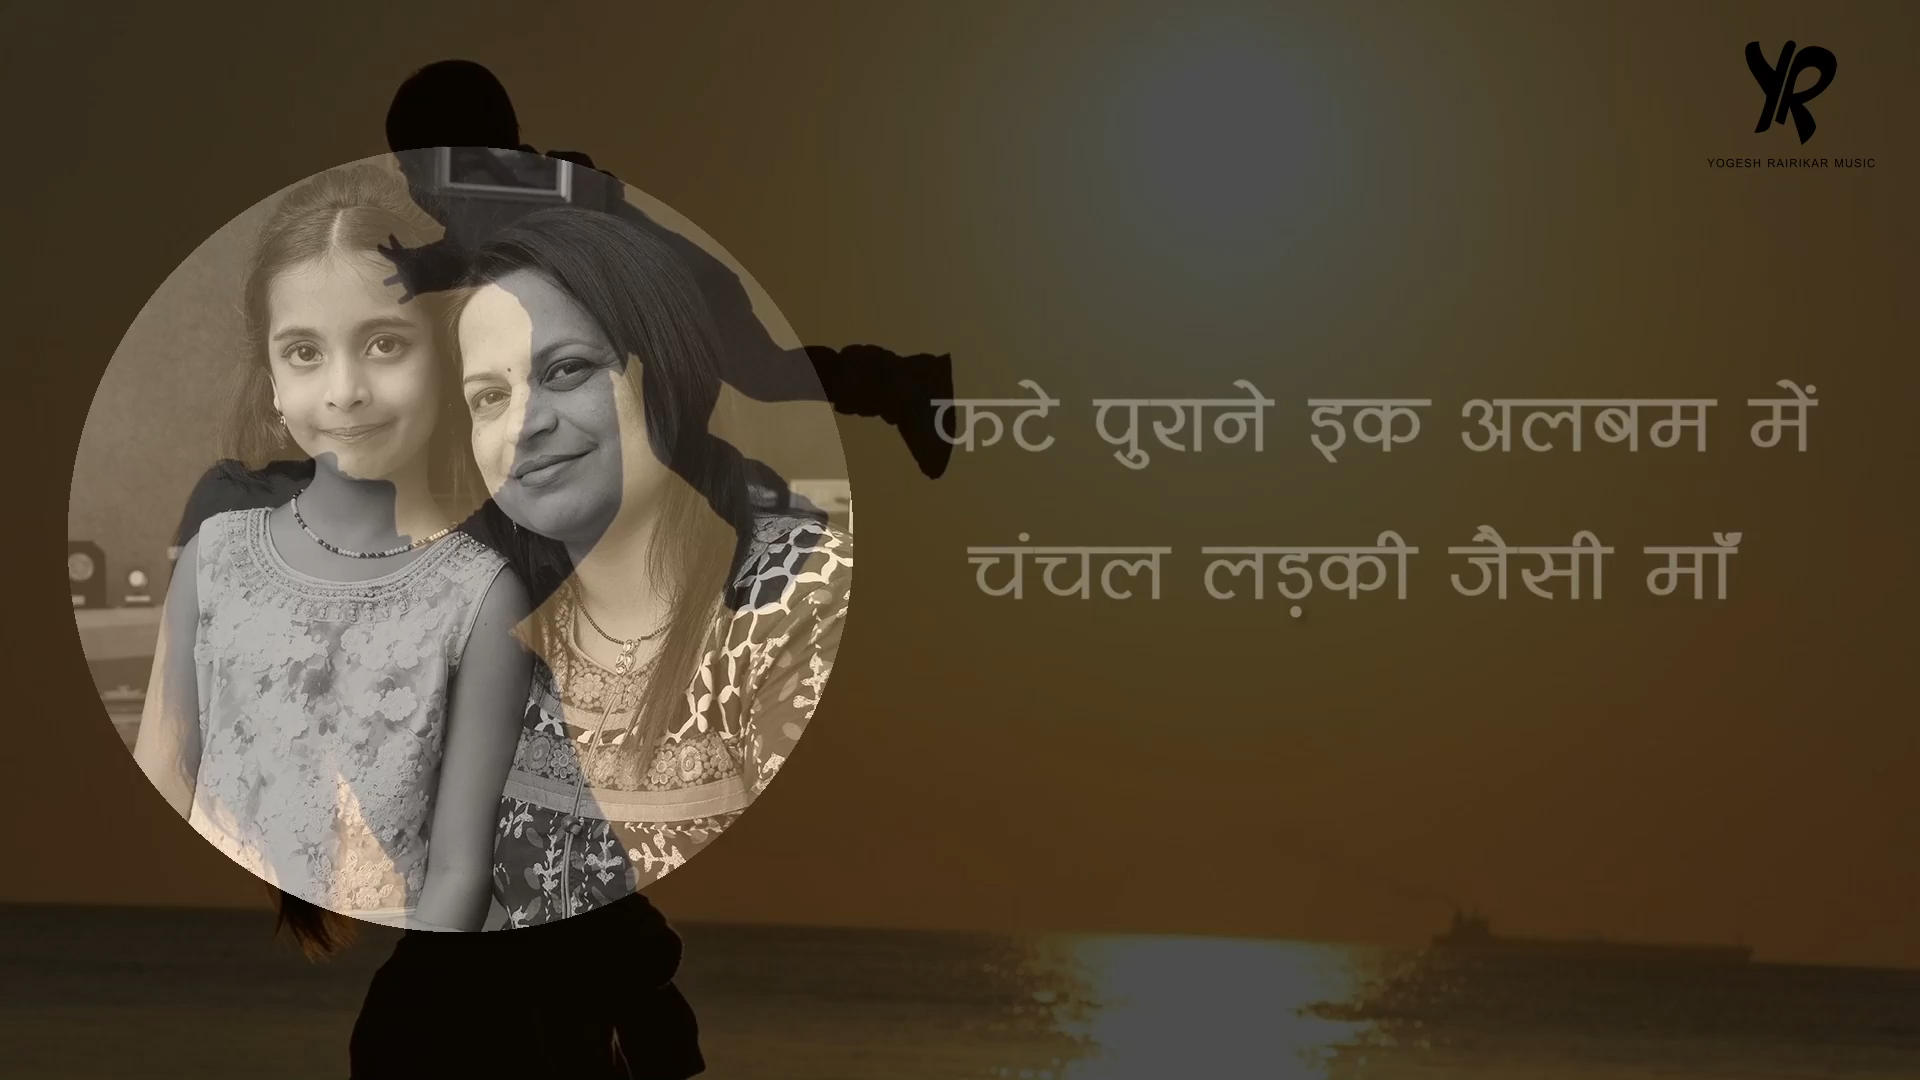 YR
YOGESH RAIRIKAR MUSIC
फटे पुराने इक अलबम में
चंचल लड़की जैसी माँ